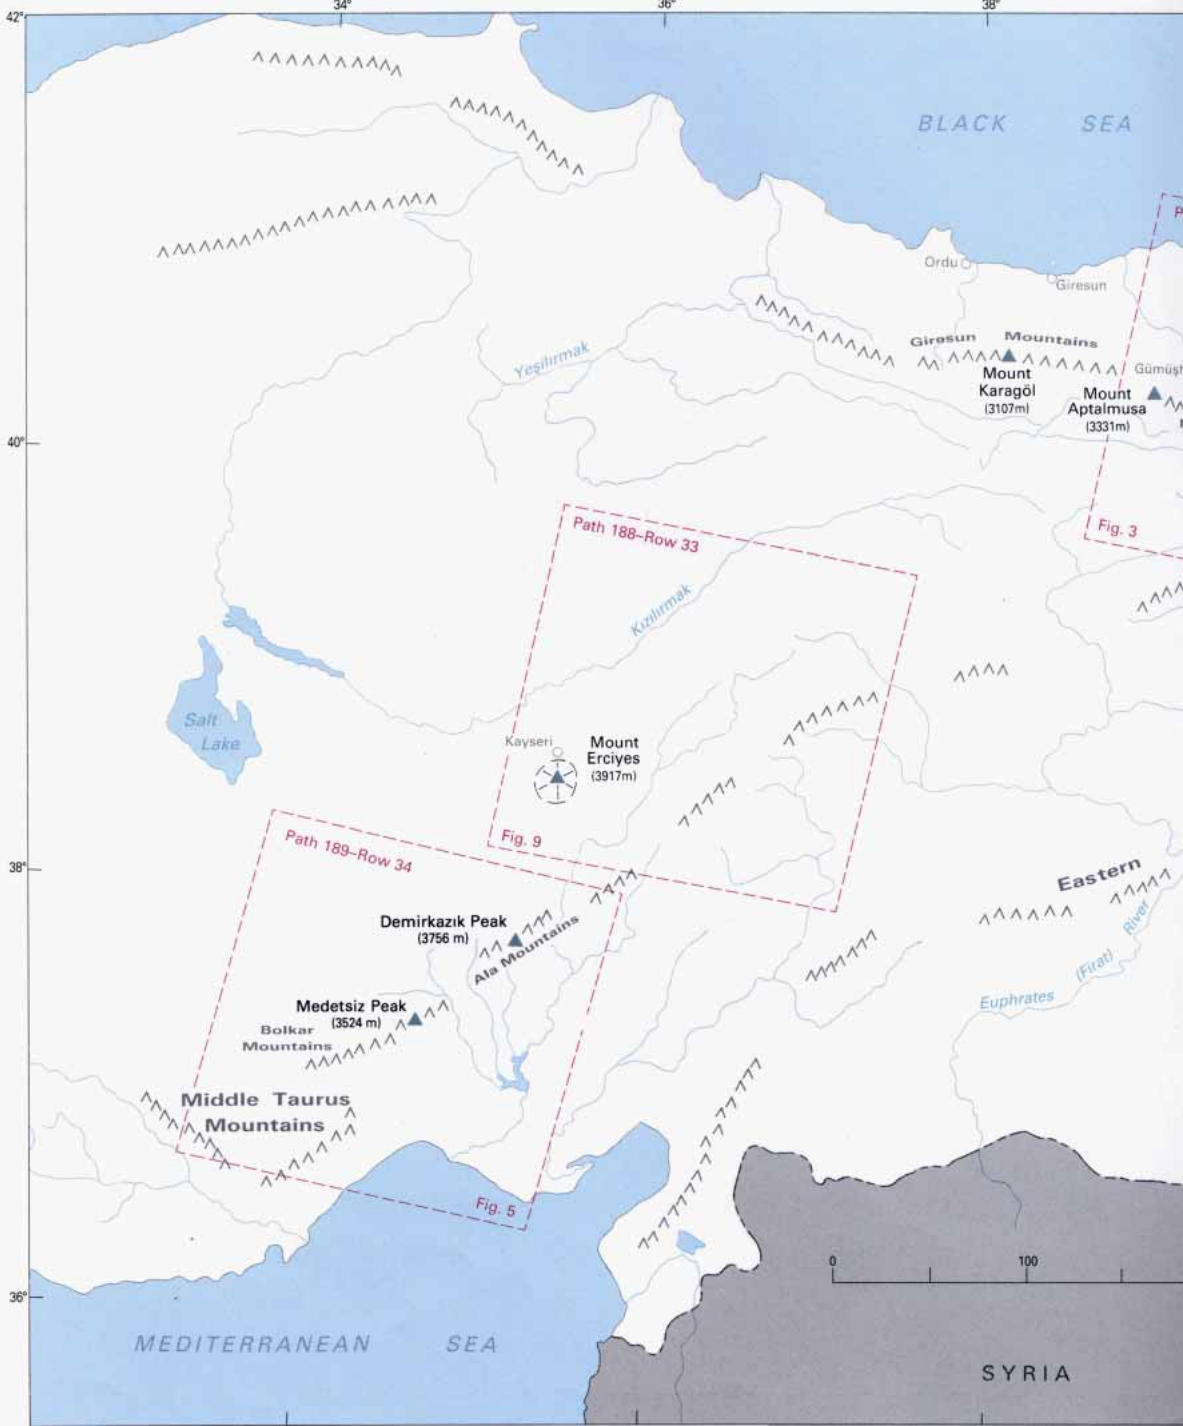 34°
36°
38°
42°
BLACK SEA
P
Ordu
Giresun
Giresun Mountains
Mount
Karagöl
(3107m)
Gümüşh
Mount
Aptalmusa
(3331m)
Yeşilırmak
40°
Fig. 3
Path 188–Row 33
Kızılırmak
Salt
Lake
Kayseri
Mount
Erciyes
(3917m)
Fig. 9
Path 189–Row 34
38°
Eastern
Demirkazık Peak
(3756 m)
Ala Mountains
River
(Firat)
Euphrates
Medetsiz Peak
(3524 m)
Bolkar
Mountains
Middle Taurus
Mountains
Fig. 5
0 100
36°
MEDITERRANEAN SEA
SYRIA